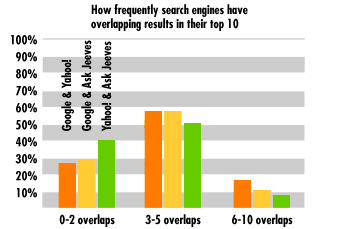 How frequently search engines have
overlapping results in their top 10
100%
90%
80%
70%
60%
50%
40%
30%
20%
10%
Google & Yahoo!
Google & Ask Jeeves
Yahoo! & Ask Jeeves
0-2 overlaps
3-5 overlaps
6-10 overlaps